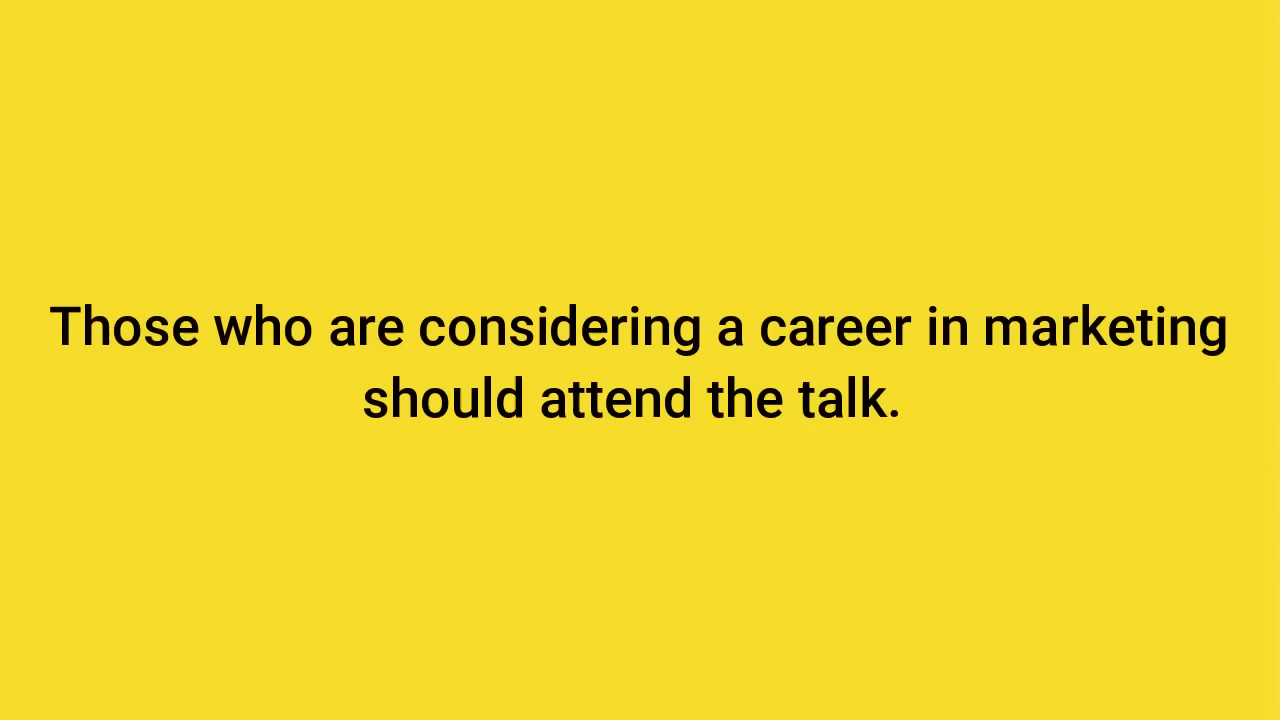 Those who are considering a career in marketing
should attend the talk.